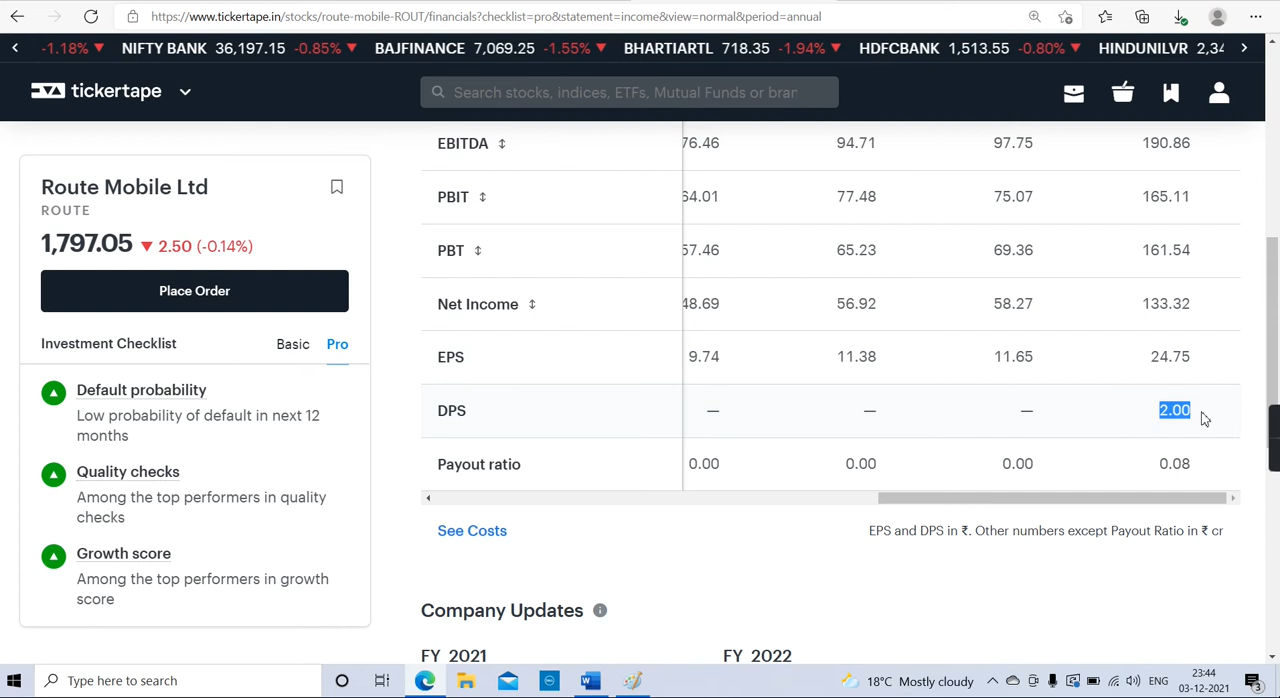 https://www.tickertape.in/stocks/route-mobile-ROUT/financials?checklist=pro&statement=income&view=normal&period=annual
-1.18% ▼ NIFTY BANK 36,197.15 -0.85% ▼ BAJFINANCE 7,069.25 -1.55% ▼ BHARTIARTL 718.35 -1.94% ▼ HDFCBANK 1,513.55 -0.80% ▼ HINDUNILVR 2,34
tickertape
Search stocks, indices, ETFs, Mutual Funds or bran
Route Mobile Ltd
ROUTE
1,797.05 ▼ 2.50 (-0.14%)
Place Order
Investment Checklist Basic Pro
Default probability
Low probability of default in next 12
months
Quality checks
Among the top performers in quality
checks
Growth score
Among the top performers in growth
score
EBITDA 76.46 94.71 97.75 190.86
PBIT 64.01 77.48 75.07 165.11
PBT 57.46 65.23 69.36 161.54
Net Income 48.69 56.92 58.27 133.32
EPS 9.74 11.38 11.65 24.75
DPS — — — 2.00
Payout ratio 0.00 0.00 0.00 0.08
See Costs EPS and DPS in ₹. Other numbers except Payout Ratio in ₹ cr
Company Updates
FY 2021 FY 2022
Type here to search
18°C Mostly cloudy ENG 23:44
03-12-2021
3